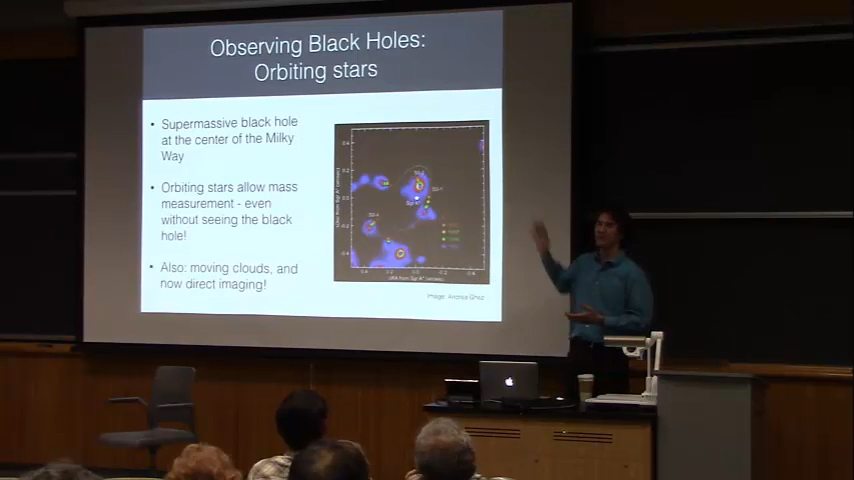 Observing Black Holes:
Orbiting stars
• Supermassive black hole
at the center of the Milky
Way
• Orbiting stars allow mass
measurement - even
without seeing the black
hole!
• Also: moving clouds, and
now direct imaging!
Image: Andrea Ghez